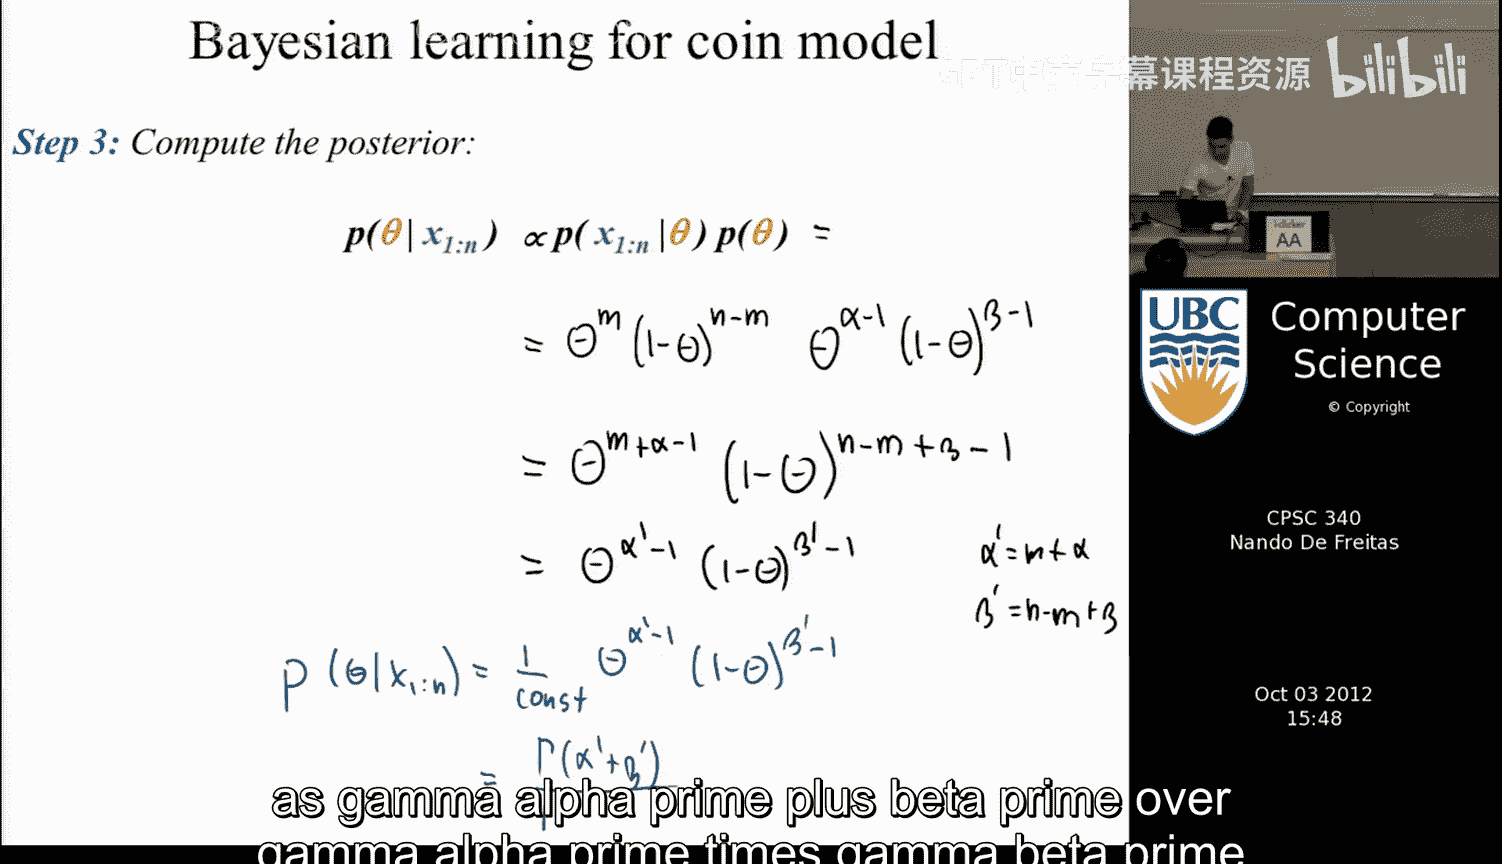 Bayesian learning for coin model
幕课程资源 bilibili
Step 3: Compute the posterior:
p(θ|x1:n) ∝ p(x1:n|θ) p(θ) =
= θ^m (1-θ)^{n-m} θ^{α-1} (1-θ)^{β-1}
= θ^{m+α-1} (1-θ)^{n-m+β-1}
= θ^{α'-1} (1-θ)^{β'-1}
α' = m+α
β' = n-m+β
P(θ|x1:n) = 1/const θ^{α'-1} (1-θ)^{β'-1}
= Γ(α'+β')
as gamma alpha prime plus beta prime over
gamma alpha prime times gamma beta prime
AA
UBC
Computer
Science
© Copyright
CPSC 340
Nando De Freitas
Oct 03 2012
15:48